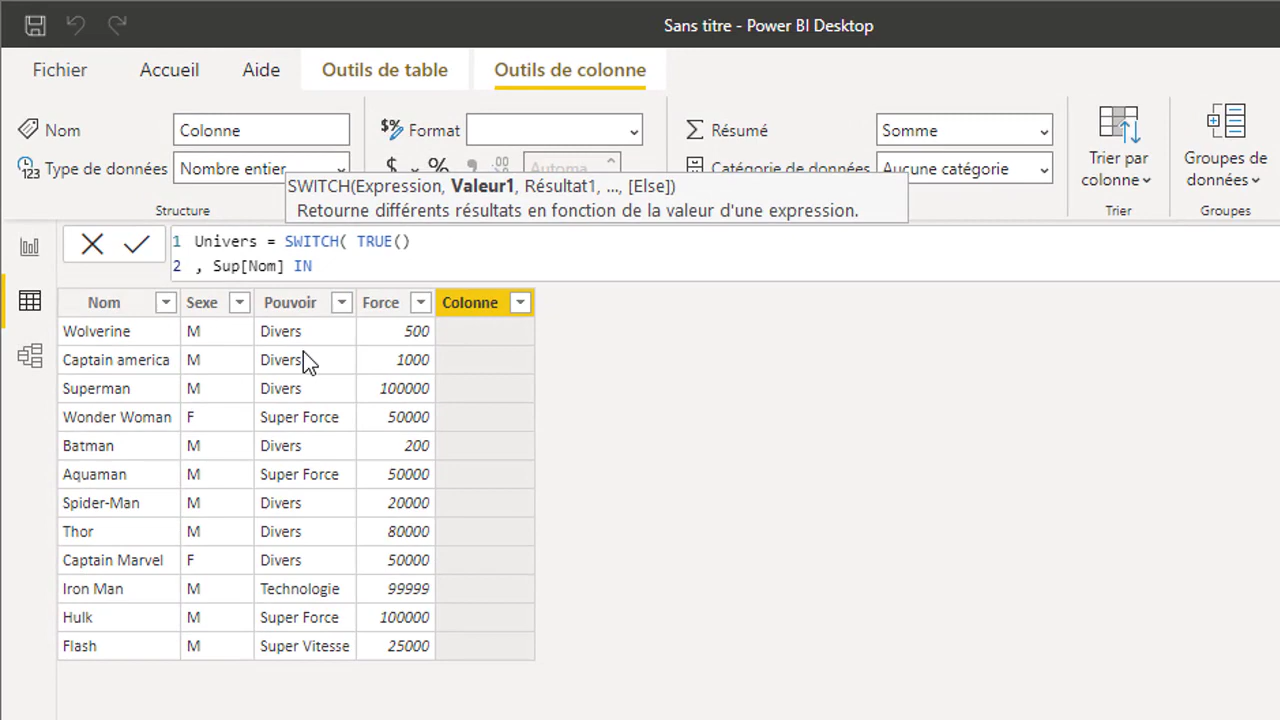 Sans titre - Power BI Desktop
Fichier Accueil Aide Outils de table Outils de colonne
Nom Colonne $% Format Résumé Somme
123 Type de données Nombre entier $ % 9 .00 Automa Catégorie de données Aucune catégorie
Trier par colonne Groupes de données
SWITCH(Expression, Valeur1, Résultat1, ..., [Else])
Retourne différents résultats en fonction de la valeur d'une expression.
Structure Trier Groupes
1 Univers = SWITCH( TRUE()
2 , Sup[Nom] IN
Nom Sexe Pouvoir Force Colonne
Wolverine M Divers 500
Captain america M Divers 1000
Superman M Divers 100000
Wonder Woman F Super Force 50000
Batman M Divers 200
Aquaman M Super Force 50000
Spider-Man M Divers 20000
Thor M Divers 80000
Captain Marvel F Divers 50000
Iron Man M Technologie 99999
Hulk M Super Force 100000
Flash M Super Vitesse 25000